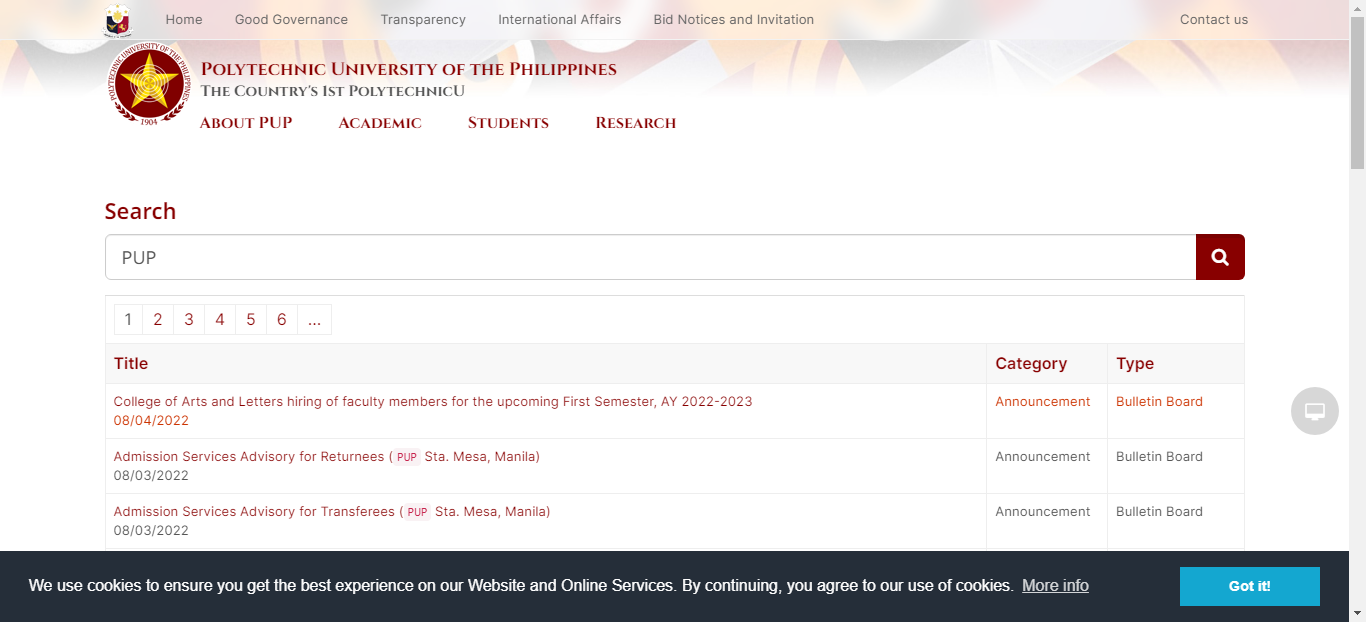 Home Good Governance Transparency International Affairs Bid Notices and Invitation Contact us
POLYTECHNIC UNIVERSITY OF THE PHILIPPINES
1904
Polytechnic University of the Philippines
The Country's 1st PolytechnicU
About PUP Academic Students Research
Search
PUP
1 2 3 4 5 6 ...
Title Category Type
College of Arts and Letters hiring of faculty members for the upcoming First Semester, AY 2022-2023 Announcement Bulletin Board
08/04/2022
Admission Services Advisory for Returnees ( PUP Sta. Mesa, Manila) Announcement Bulletin Board
08/03/2022
Admission Services Advisory for Transferees ( PUP Sta. Mesa, Manila) Announcement Bulletin Board
08/03/2022
We use cookies to ensure you get the best experience on our Website and Online Services. By continuing, you agree to our use of cookies. More info Got it!